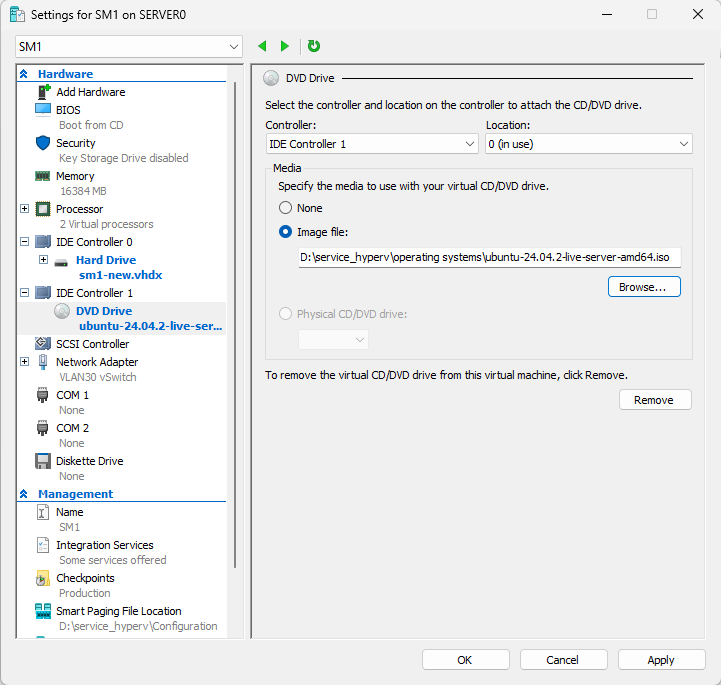 Settings for SM1 on SERVER0
SM1
Hardware
Add Hardware
BIOS
Boot from CD
Security
Key Storage Drive disabled
Memory
16384 MB
Processor
2 Virtual processors
IDE Controller 0
Hard Drive
sm1-new.vhdx
IDE Controller 1
DVD Drive
ubuntu-24.04.2-live-ser...
SCSI Controller
Network Adapter
VLAN30 vSwitch
COM 1
None
COM 2
None
Diskette Drive
None
Management
Name
SM1
Integration Services
Some services offered
Checkpoints
Production
Smart Paging File Location
D:\service_hyperv\Configuration
DVD Drive
Select the controller and location on the controller to attach the CD/DVD drive.
Controller: Location:
IDE Controller 1 0 (in use)
Media
Specify the media to use with your virtual CD/DVD drive.
None
Image file:
D:\service_hyperv\operating systems\ubuntu-24.04.2-live-server-amd64.iso
Browse...
Physical CD/DVD drive:
To remove the virtual CD/DVD drive from this virtual machine, click Remove.
Remove
OK Cancel Apply